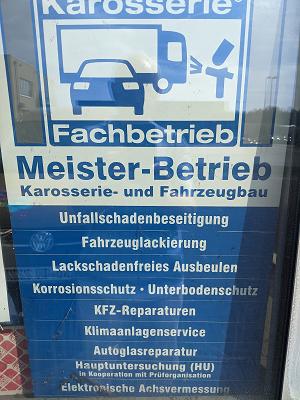 Karosserie-
Fachbetrieb
Meister-Betrieb
Karosserie- und Fahrzeugbau
Unfallschadenbeseitigung
Fahrzeuglackierung
Lackschadenfreies Ausbeulen
Korrosionsschutz · Unterbodenschutz
KFZ-Reparaturen
Klimaanlagenservice
Autoglasreparatur
Hauptuntersuchung (HU)
in Kooperation mit Prüforganisation
Elektronische Achsvermessung